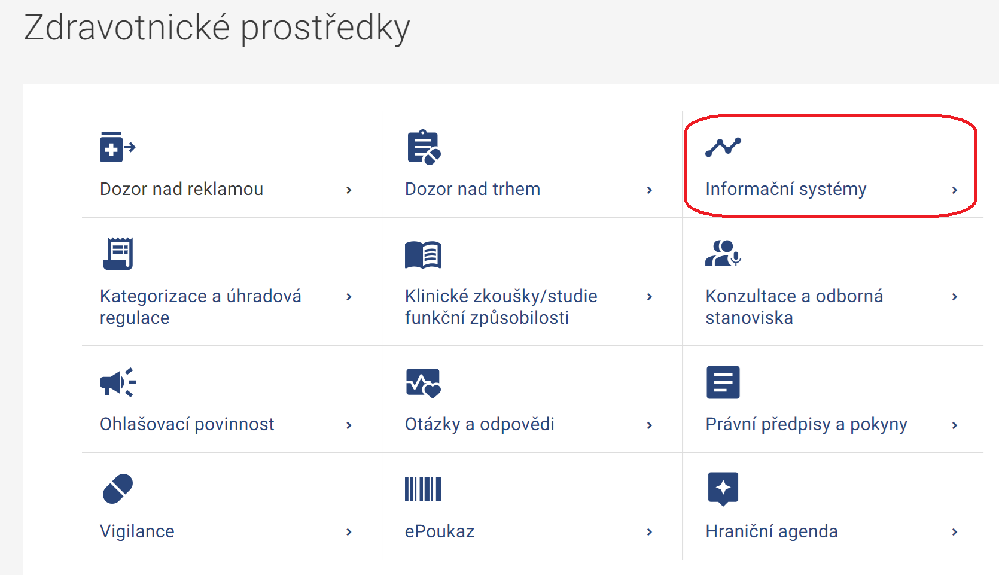 Zdravotnické prostředky
Dozor nad reklamou
Dozor nad trhem
Informační systémy
Kategorizace a úhradová
regulace
Klinické zkoušky/studie
funkční způsobilosti
Konzultace a odborná
stanoviska
Ohlašovací povinnost
Otázky a odpovědi
Právní předpisy a pokyny
Vigilance
ePoukaz
Hraniční agenda